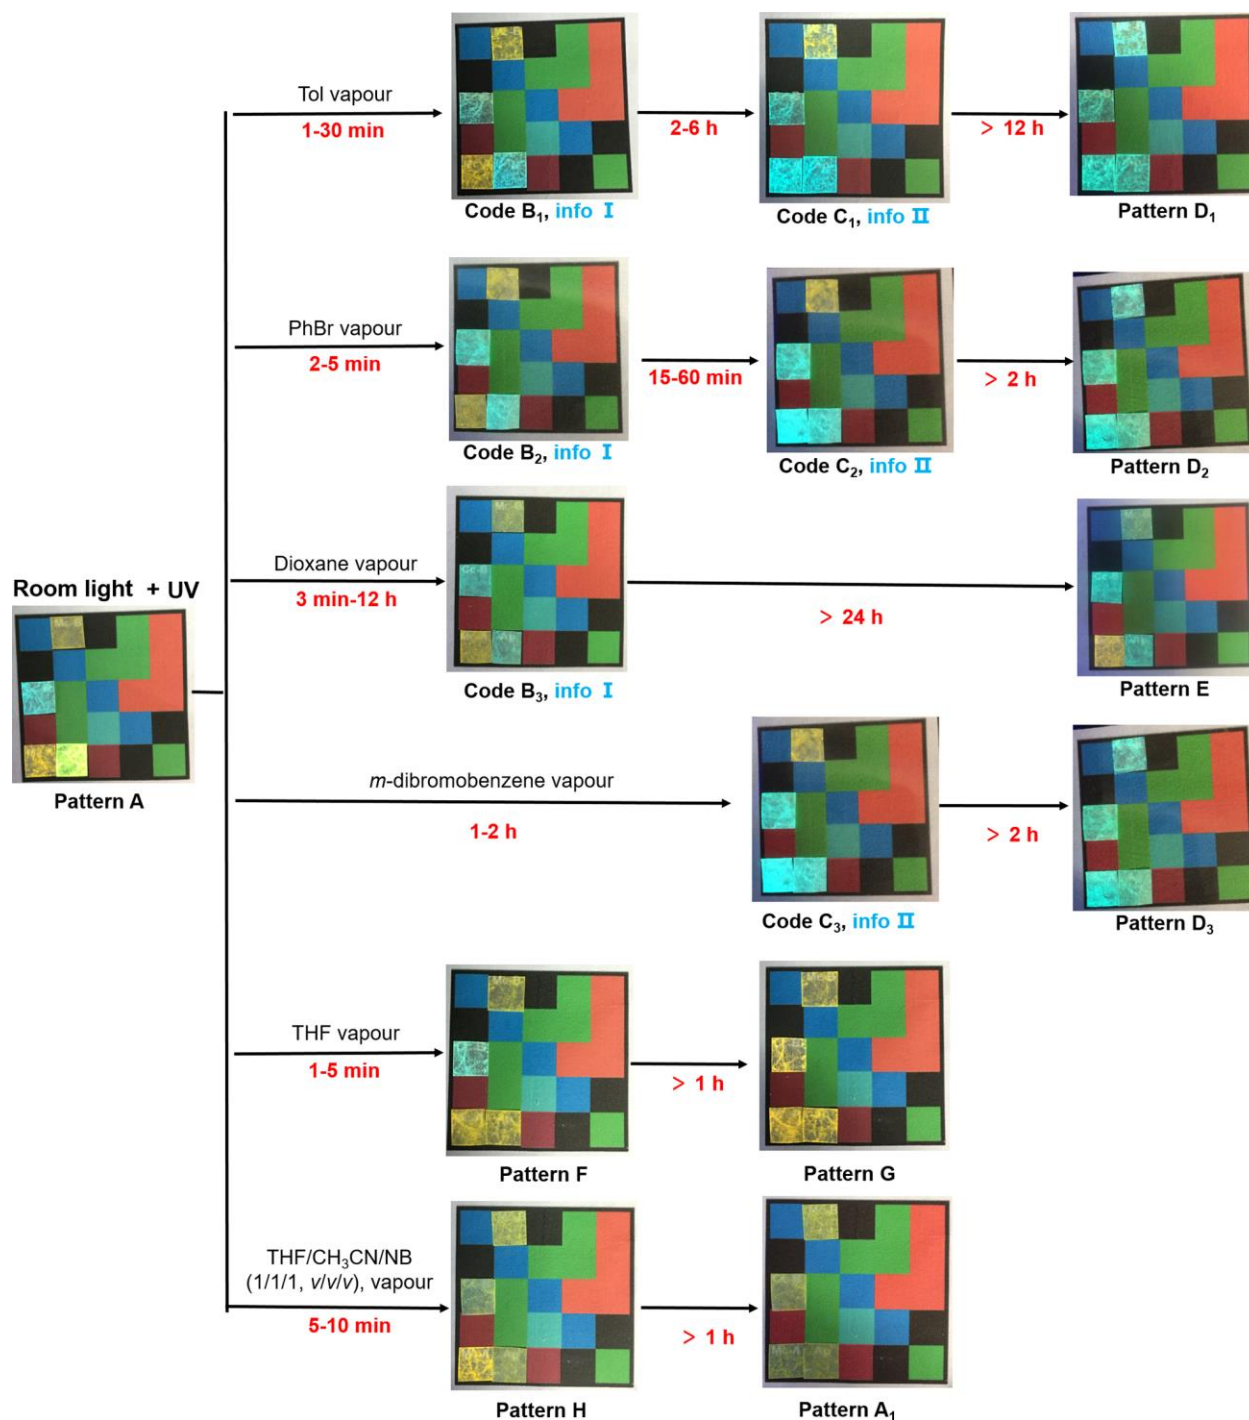 Tol vapour
1-30 min
2-6 h
> 12 h
Code B₁, info Ⅰ
Code C₁, info Ⅱ
Pattern D₁
PhBr vapour
2-5 min
15-60 min
> 2 h
Code B₂, info Ⅰ
Code C₂, info Ⅱ
Pattern D₂
Dioxane vapour
3 min-12 h
> 24 h
Code B₃, info Ⅰ
Pattern E
Room light + UV
Pattern A
m-dibromobenzene vapour
1-2 h
> 2 h
Code C₃, info Ⅱ
Pattern D₃
THF vapour
1-5 min
> 1 h
Pattern F
Pattern G
THF/CH₃CN/NB
(1/1/1, v/v/v), vapour
5-10 min
> 1 h
Pattern H
Pattern A₁